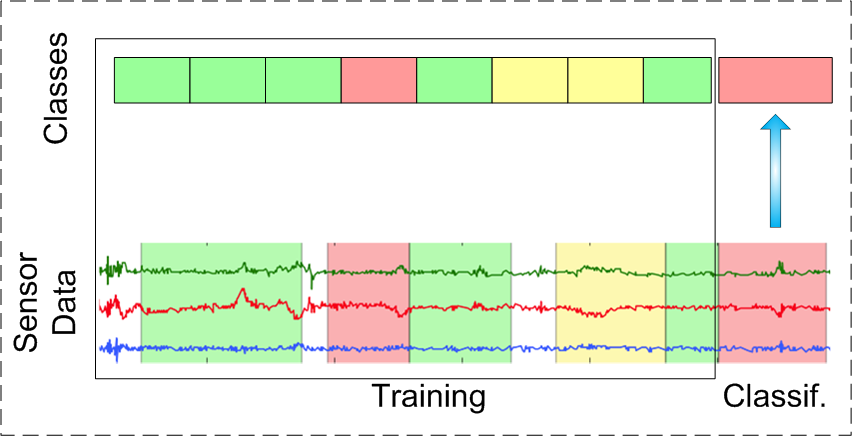 Classes
Sensor
Data
Training
Classif.